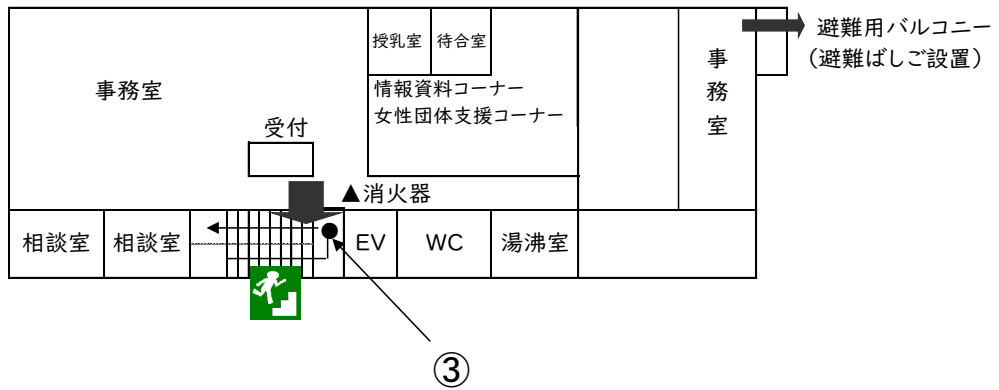 授乳室 待合室
避難用バルコニー
(避難ばしご設置)
事務室
情報資料コーナー
女性団体支援コーナー
事務室
受付
▲消火器
相談室 相談室 EV WC 湯沸室
③